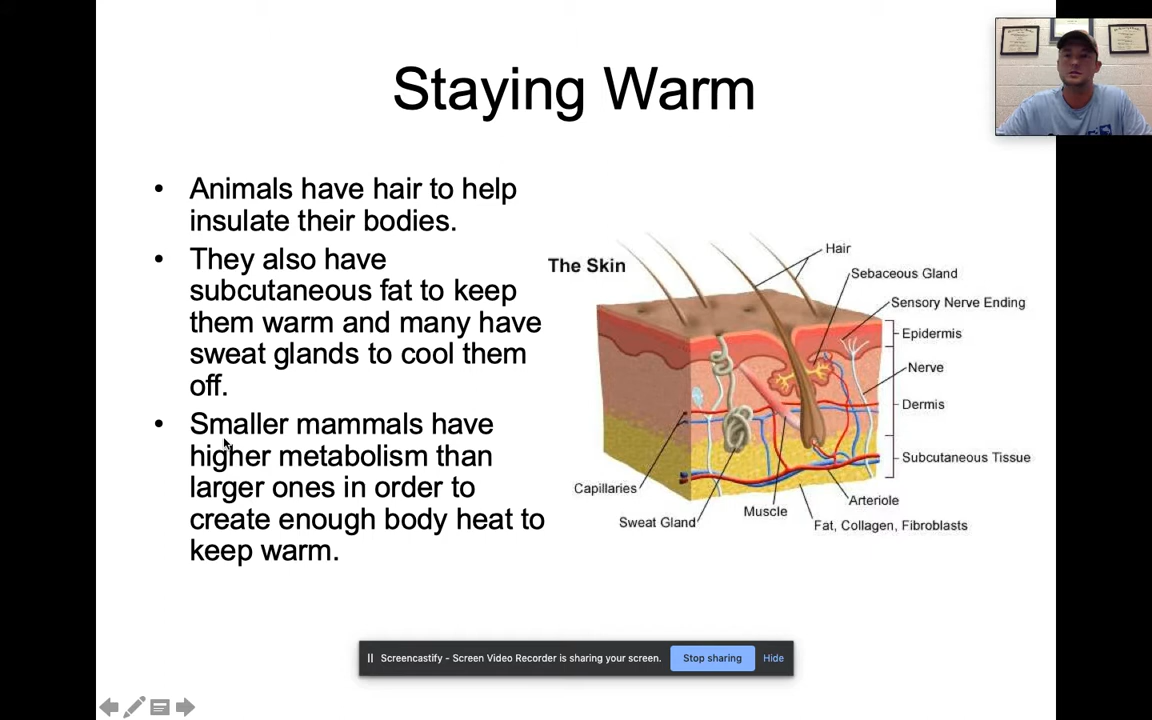 Staying Warm
• Animals have hair to help
insulate their bodies.
• They also have
subcutaneous fat to keep
them warm and many have
sweat glands to cool them
off.
• Smaller mammals have
higher metabolism than
larger ones in order to
create enough body heat to
keep warm.
The Skin
Hair
Sebaceous Gland
Sensory Nerve Ending
Epidermis
Nerve
Dermis
Subcutaneous Tissue
Capillaries
Arteriole
Muscle
Sweat Gland
Fat, Collagen, Fibroblasts
Screencastify - Screen Video Recorder is sharing your screen. Stop sharing Hide